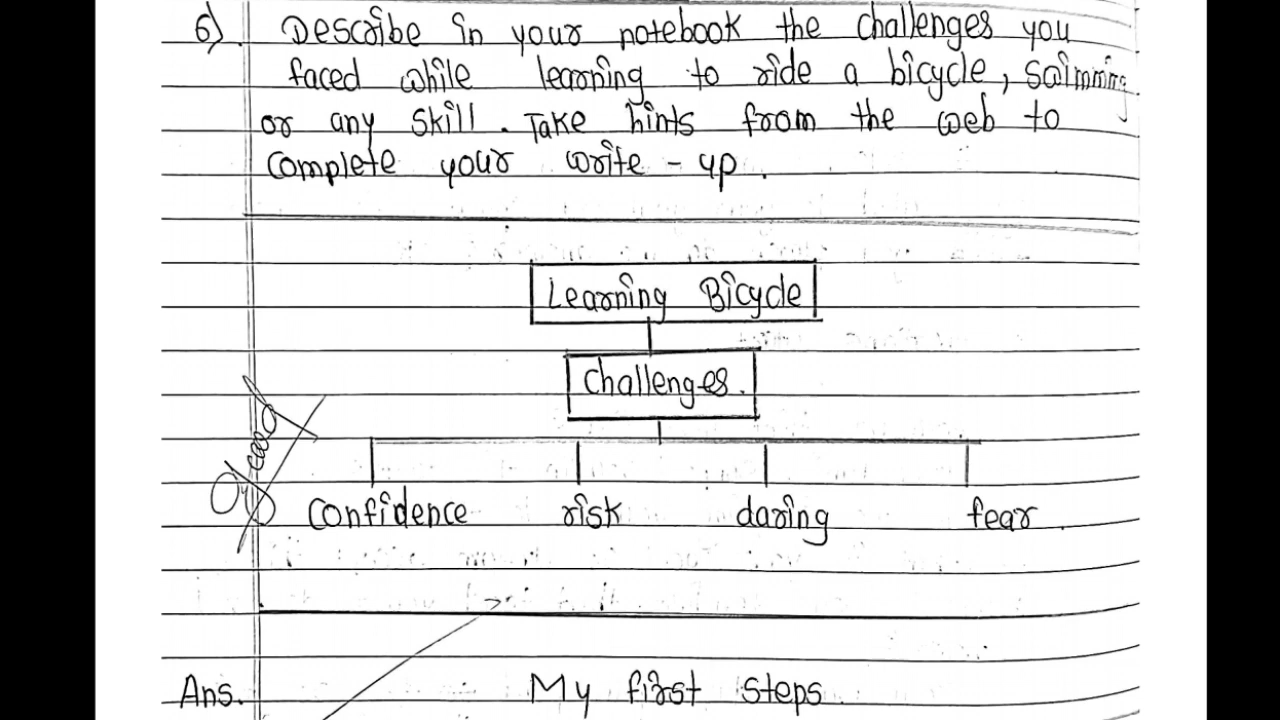 6) Describe in your notebook the challenges you
faced while learning to ride a bicycle, swimming
or any skill. Take hints from the web to
complete your write - up.
Learning Bicycle
Challenges.
Confidence risk daring fear.
Ans. My first steps